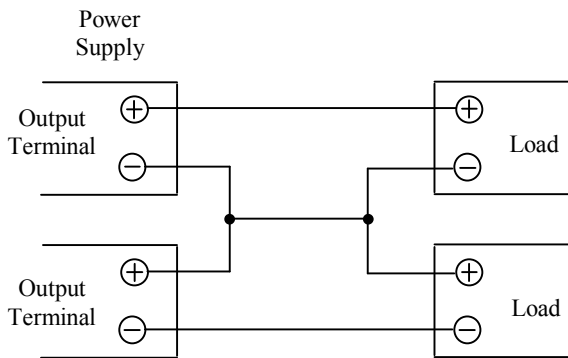 Power
Supply
Output
Terminal
+
−
Load
+
−
Output
Terminal
+
−
Load
+
−